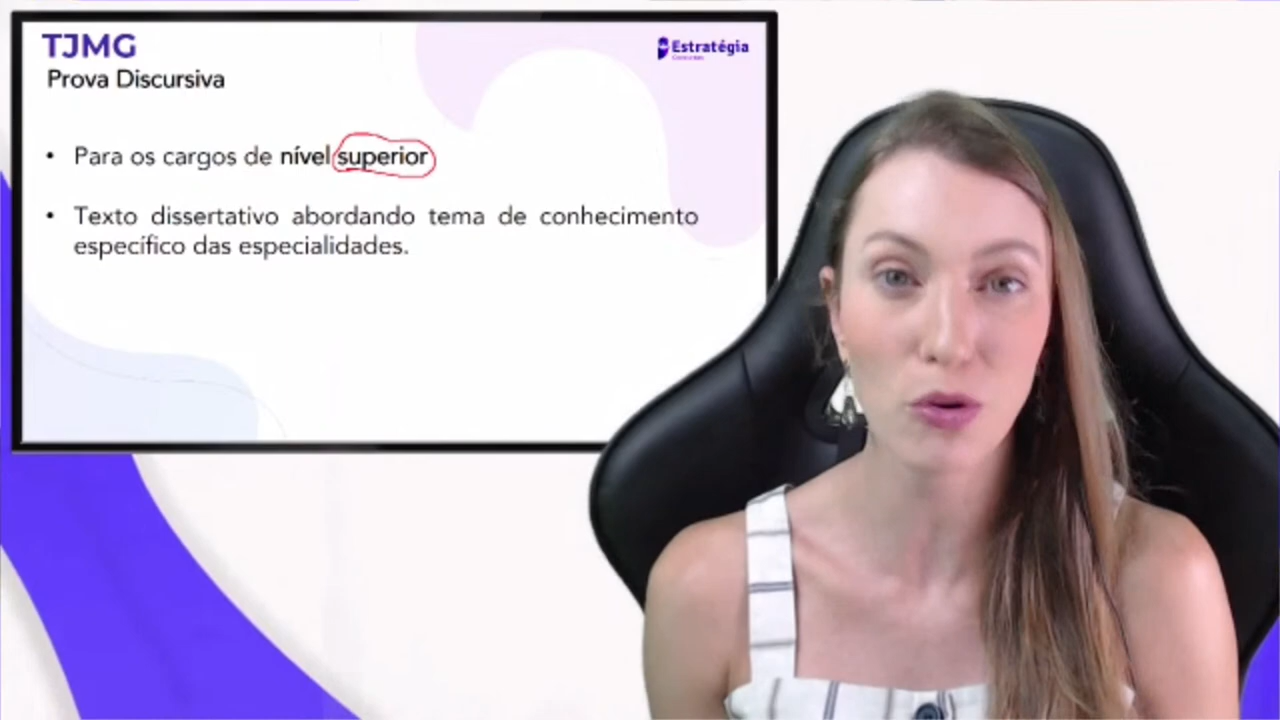 TJMG
Estratégia
Prova Discursiva
• Para os cargos de nível superior
• Texto dissertativo abordando tema de conhecimento
específico das especialidades.